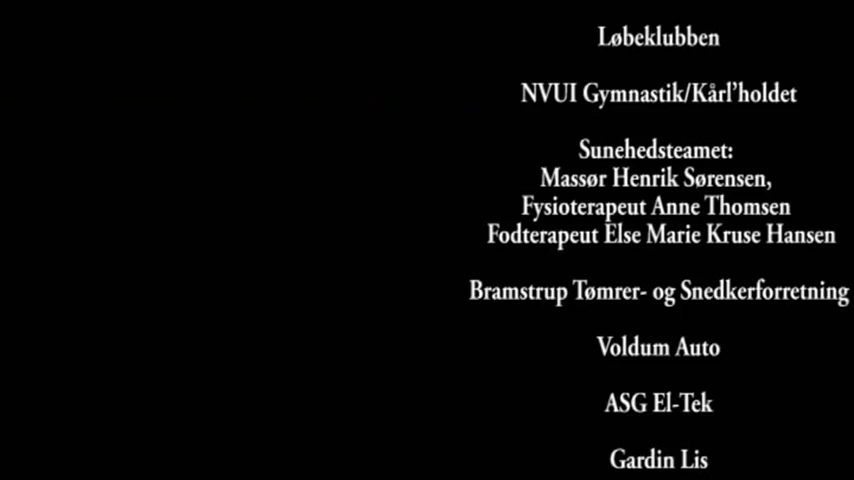 Løbeklubben
NVUI Gymnastik/Kårl’holdet
Sunehedsteamet:
Massør Henrik Sørensen,
Fysioterapeut Anne Thomsen
Fodterapeut Else Marie Kruse Hansen
Bramstrup Tømrer- og Snedkerforretning
Voldum Auto
ASG El-Tek
Gardin Lis